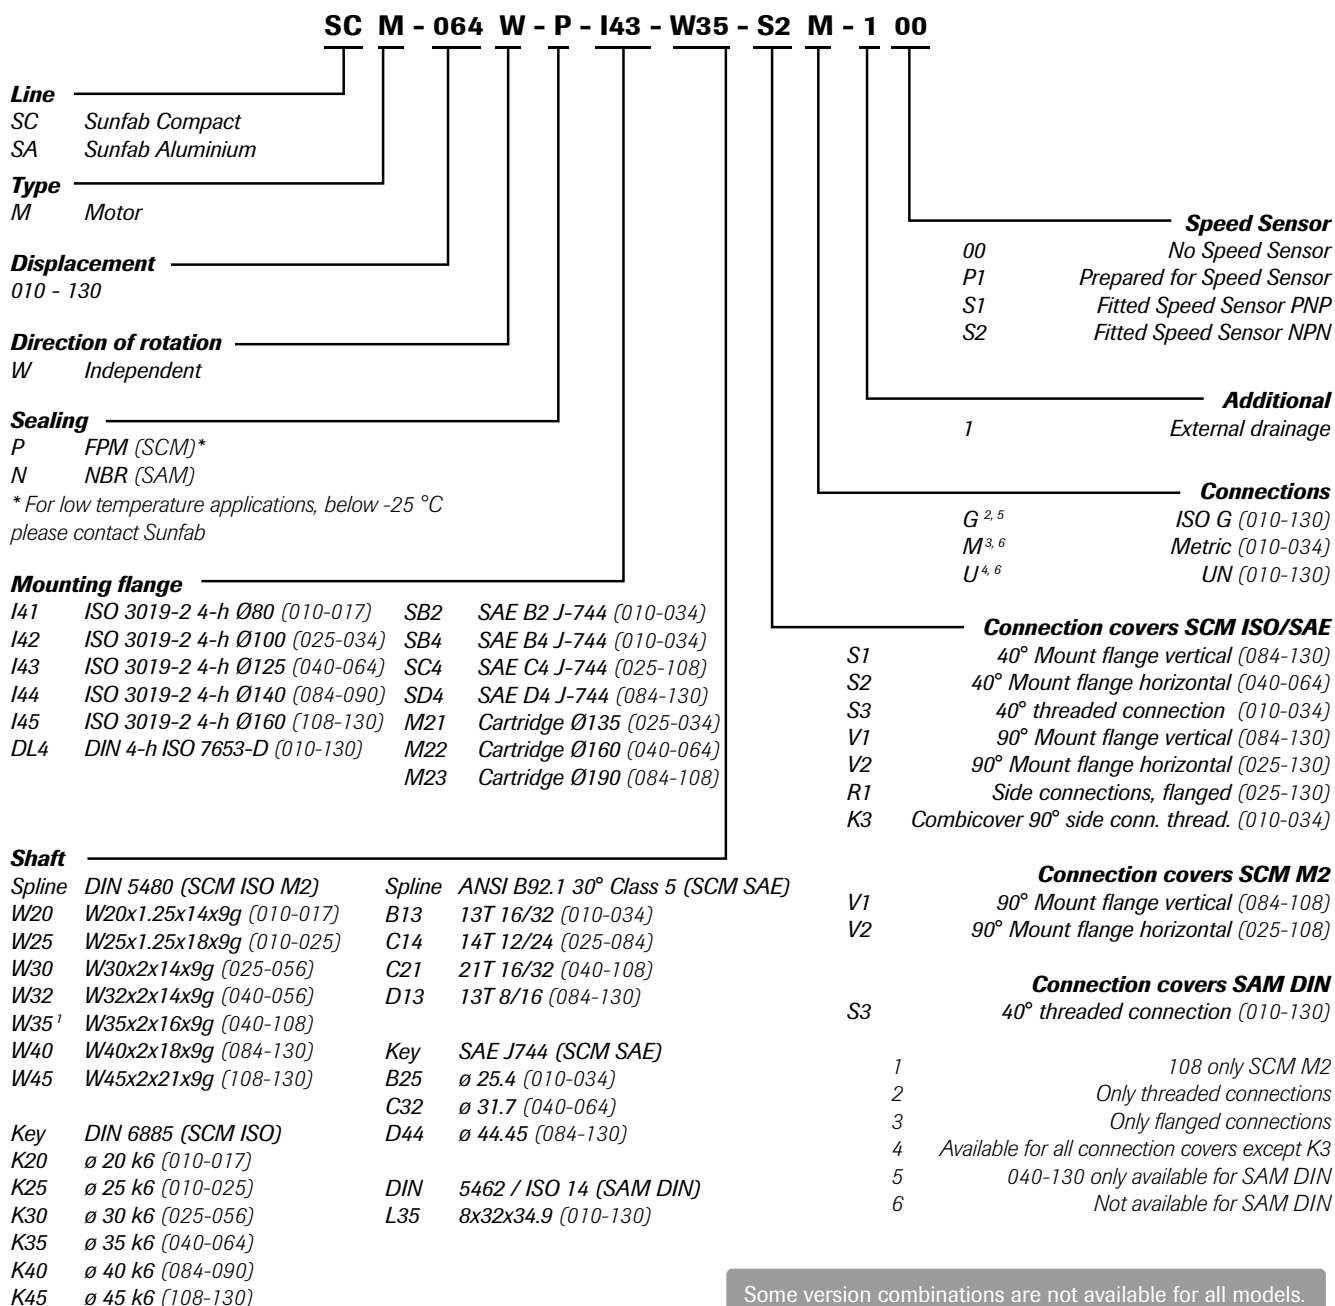 SC M - 064 W - P - I43 - W35 - S2 M - 1 00
Line
SC Sunfab Compact
SA Sunfab Aluminium
Type
M Motor
Displacement
010 - 130
Direction of rotation
W Independent
Sealing
P FPM (SCM)*
N NBR (SAM)
* For low temperature applications, below -25 °C
please contact Sunfab
Mounting flange
I41 ISO 3019-2 4-h Ø80 (010-017)
I42 ISO 3019-2 4-h Ø100 (025-034)
I43 ISO 3019-2 4-h Ø125 (040-064)
I44 ISO 3019-2 4-h Ø140 (084-090)
I45 ISO 3019-2 4-h Ø160 (108-130)
DL4 DIN 4-h ISO 7653-D (010-130)
SB2 SAE B2 J-744 (010-034)
SB4 SAE B4 J-744 (010-034)
SC4 SAE C4 J-744 (025-108)
SD4 SAE D4 J-744 (084-130)
M21 Cartridge Ø135 (025-034)
M22 Cartridge Ø160 (040-064)
M23 Cartridge Ø190 (084-108)
Shaft
Spline DIN 5480 (SCM ISO M2)
W20 W20x1.25x14x9g (010-017)
W25 W25x1.25x18x9g (010-025)
W30 W30x2x14x9g (025-056)
W32 W32x2x14x9g (040-056)
W35 1 W35x2x16x9g (040-108)
W40 W40x2x18x9g (084-130)
W45 W45x2x21x9g (108-130)
Key DIN 6885 (SCM ISO)
K20 ø 20 k6 (010-017)
K25 ø 25 k6 (010-025)
K30 ø 30 k6 (025-056)
K35 ø 35 k6 (040-064)
K40 ø 40 k6 (084-090)
K45 ø 45 k6 (108-130)
Spline ANSI B92.1 30° Class 5 (SCM SAE)
B13 13T 16/32 (010-034)
C14 14T 12/24 (025-084)
C21 21T 16/32 (040-108)
D13 13T 8/16 (084-130)
Key SAE J744 (SCM SAE)
B25 ø 25.4 (010-034)
C32 ø 31.7 (040-064)
D44 ø 44.45 (084-130)
DIN 5462 / ISO 14 (SAM DIN)
L35 8x32x34.9 (010-130)
Speed Sensor
00 No Speed Sensor
P1 Prepared for Speed Sensor
S1 Fitted Speed Sensor PNP
S2 Fitted Speed Sensor NPN
Additional
1 External drainage
Connections
G 2, 5 ISO G (010-130)
M 3, 6 Metric (010-034)
U 4, 6 UN (010-130)
Connection covers SCM ISO/SAE
S1 40° Mount flange vertical (084-130)
S2 40° Mount flange horizontal (040-064)
S3 40° threaded connection (010-034)
V1 90° Mount flange vertical (084-130)
V2 90° Mount flange horizontal (025-130)
R1 Side connections, flanged (025-130)
K3 Combicover 90° side conn. thread. (010-034)
Connection covers SCM M2
V1 90° Mount flange vertical (084-108)
V2 90° Mount flange horizontal (025-108)
Connection covers SAM DIN
S3 40° threaded connection (010-130)
1 108 only SCM M2
2 Only threaded connections
3 Only flanged connections
4 Available for all connection covers except K3
5 040-130 only available for SAM DIN
6 Not available for SAM DIN
Some version combinations are not available for all models.